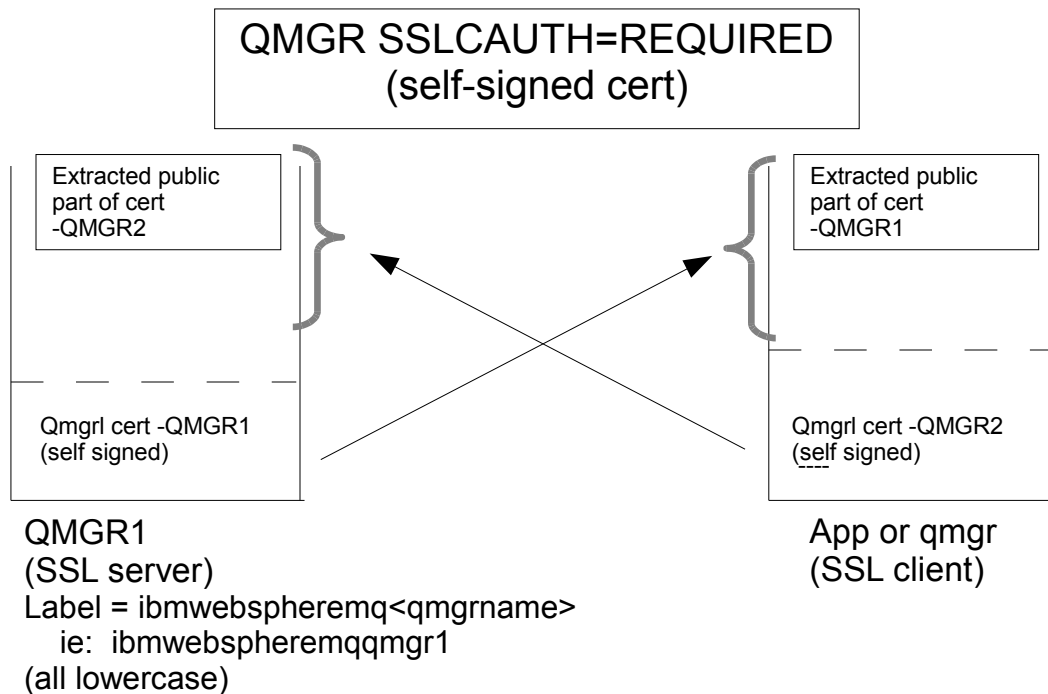 QMGR SSLCAUTH=REQUIRED
(self-signed cert)
Extracted public
part of cert
-QMGR2
Extracted public
part of cert
-QMGR1
Qmgrl cert -QMGR1
(self signed)
Qmgrl cert -QMGR2
(self signed)
QMGR1
(SSL server)
Label = ibmwebspheremq<qmgrname>
ie: ibmwebspheremqqmgr1
(all lowercase)
App or qmgr
(SSL client)